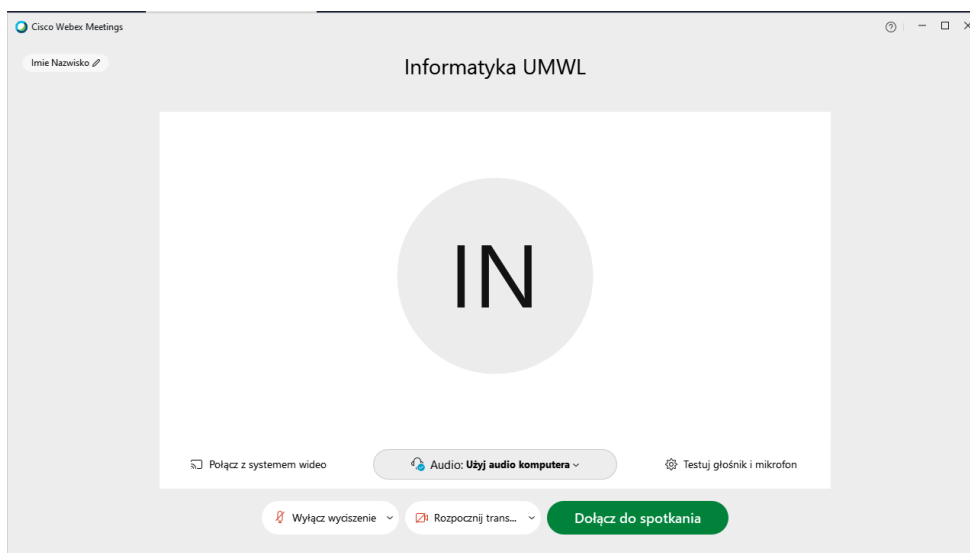 Cisco Webex Meetings
Imie Nazwisko
Informatyka UMWL
IN
Połącz z systemem wideo
Audio: Użyj audio komputera
Testuj głośnik i mikrofon
Wyłącz wyciszenie
Rozpocznij trans...
Dołącz do spotkania